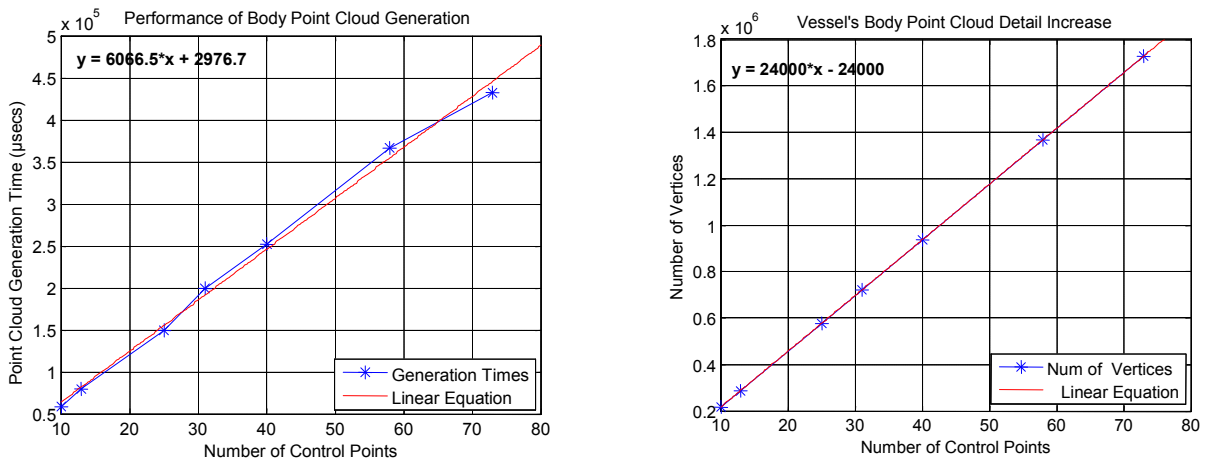 Performance of Body Point Cloud Generation
x 10^5
y = 6066.5*x + 2976.7
5
4.5
4
3.5
3
2.5
2
1.5
1
0.5
Point Cloud Generation Time (µsecs)
Generation Times
Linear Equation
10 20 30 40 50 60 70 80
Number of Control Points
Vessel's Body Point Cloud Detail Increase
x 10^6
y = 24000*x - 24000
1.8
1.6
1.4
1.2
1
0.8
0.6
0.4
0.2
Number of Vertices
Num of Vertices
Linear Equation
10 20 30 40 50 60 70 80
Number of Control Points